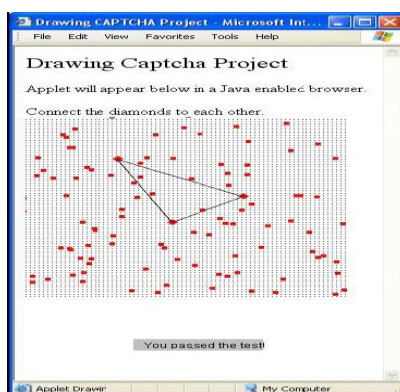 Drawing CAPTCHA Project - Microsoft Int...
File Edit View Favorites Tools Help
Drawing Captcha Project
Applet will appear below in a Java enabled browser.
Connect the diamonds to each other.
You passed the test!
Applet Drawir My Computer